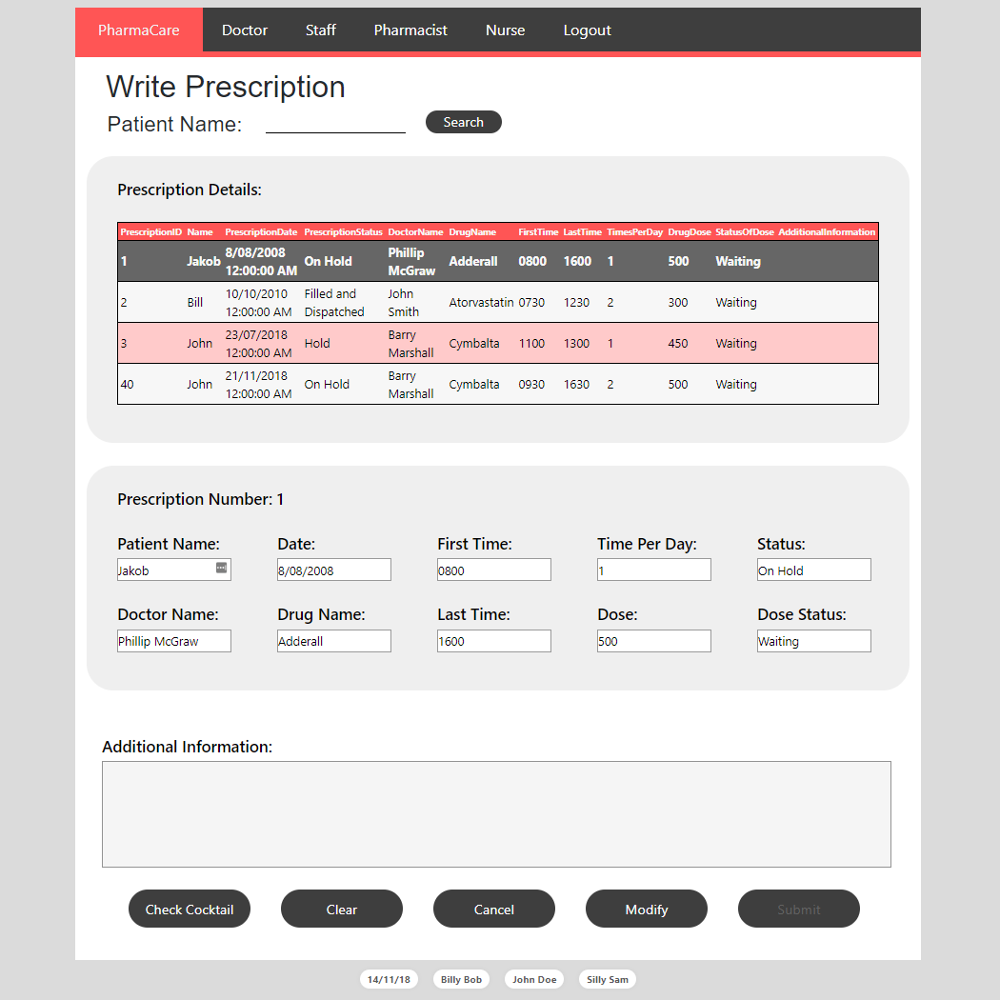 PharmaCare Doctor Staff Pharmacist Nurse Logout
Write Prescription
Patient Name: Search
Prescription Details:
PrescriptionID Name PrescriptionDate PrescriptionStatus DoctorName DrugName FirstTime LastTime TimesPerDay DrugDose StatusOfDose AdditionalInformation
1 Jakob 8/08/2008 12:00:00 AM On Hold Phillip McGraw Adderall 0800 1600 1 500 Waiting
2 Bill 10/10/2010 12:00:00 AM Filled and Dispatched John Smith Atorvastatin 0730 1230 2 300 Waiting
3 John 23/07/2018 12:00:00 AM Hold Barry Marshall Cymbalta 1100 1300 1 450 Waiting
40 John 21/11/2018 12:00:00 AM On Hold Barry Marshall Cymbalta 0930 1630 2 500 Waiting
Prescription Number: 1
Patient Name: Date: First Time: Time Per Day: Status:
Jakob 8/08/2008 0800 1 On Hold
Doctor Name: Drug Name: Last Time: Dose: Dose Status:
Phillip McGraw Adderall 1600 500 Waiting
Additional Information:
Check Cocktail Clear Cancel Modify Submit
14/11/18 Billy Bob John Doe Silly Sam